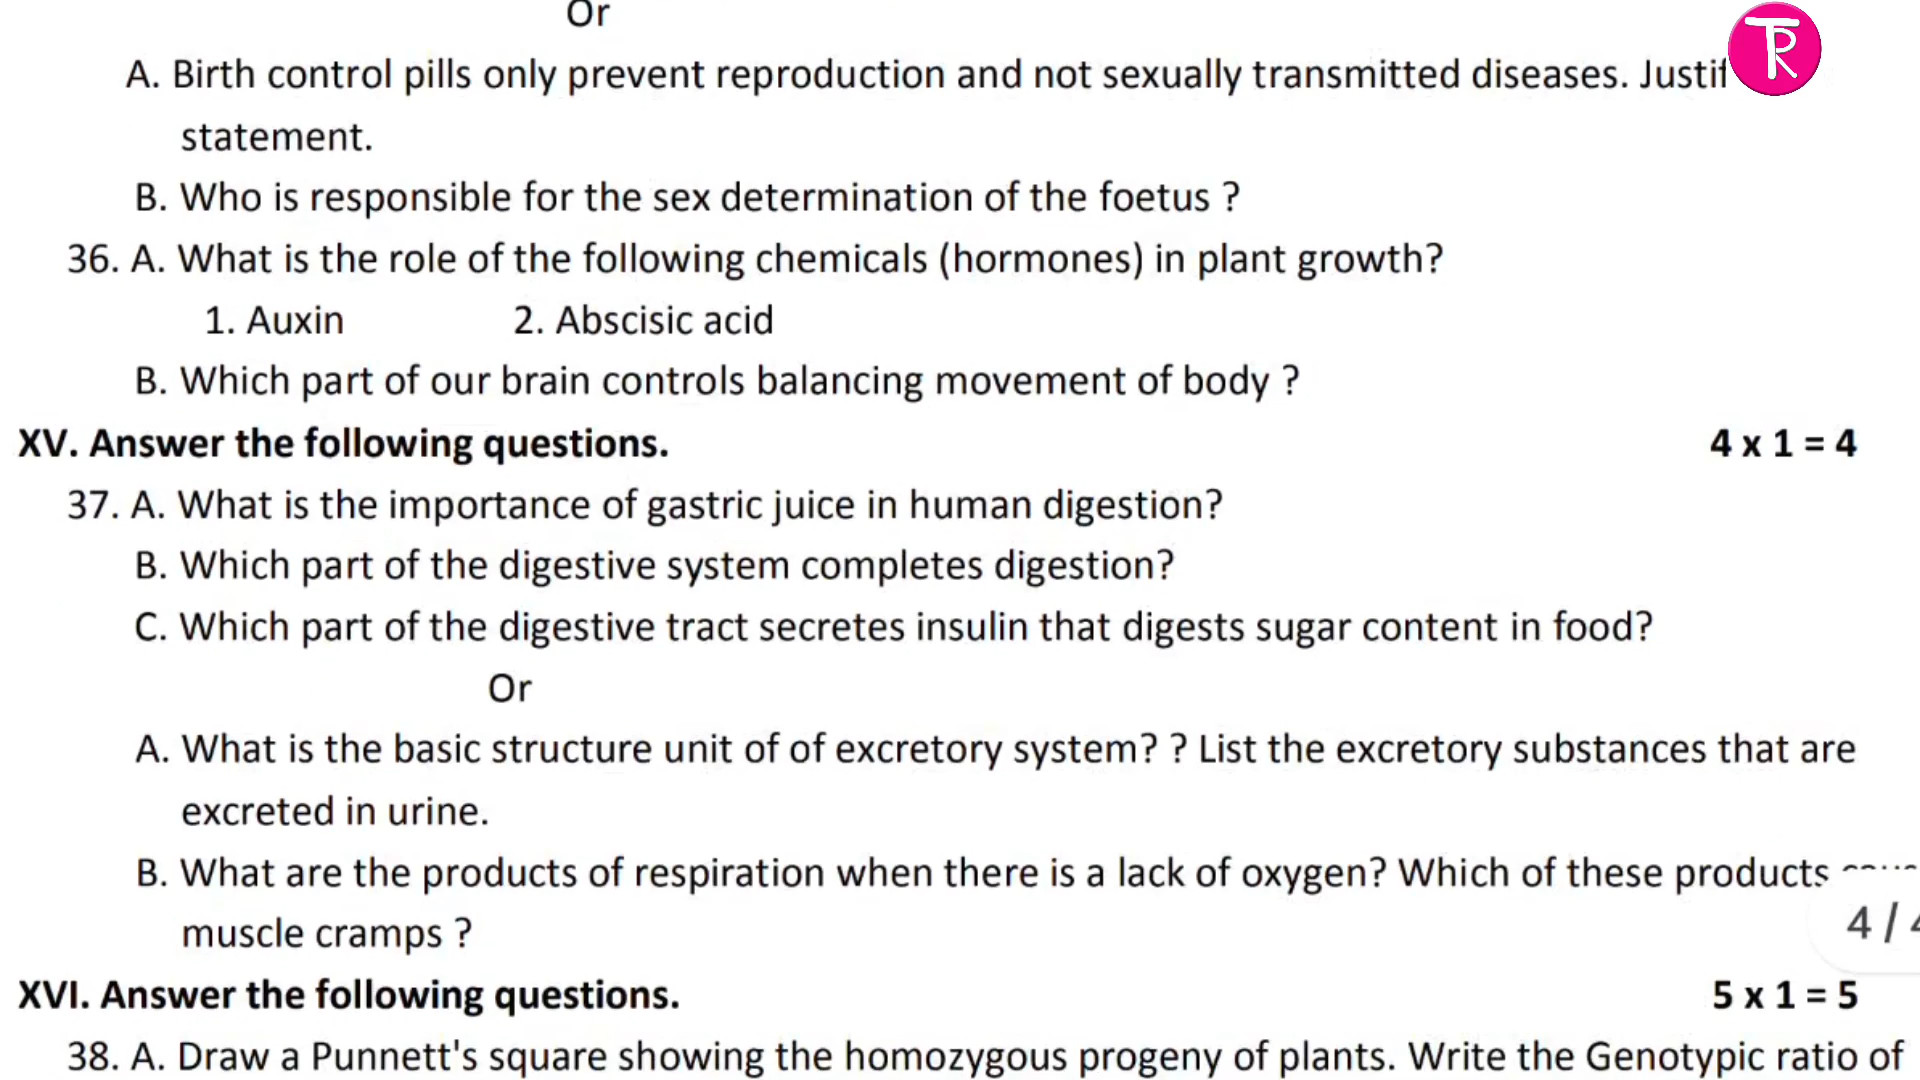 Or
A. Birth control pills only prevent reproduction and not sexually transmitted diseases.
statement.
B. Who is responsible for the sex determination of the foetus ?
36. A. What is the role of the following chemicals (hormones) in plant growth?
1. Auxin 2. Abscisic acid
B. Which part of our brain controls balancing movement of body ?
XV. Answer the following questions. 4 x 1 = 4
37. A. What is the importance of gastric juice in human digestion?
B. Which part of the digestive system completes digestion?
C. Which part of the digestive tract secretes insulin that digests sugar content in food?
Or
A. What is the basic structure unit of of excretory system? ? List the excretory substances that are
excreted in urine.
B. What are the products of respiration when there is a lack of oxygen? Which of these products
muscle cramps ?
4 /
XVI. Answer the following questions. 5 x 1 = 5
38. A. Draw a Punnett's square showing the homozygous progeny of plants. Write the Genotypic ratio of